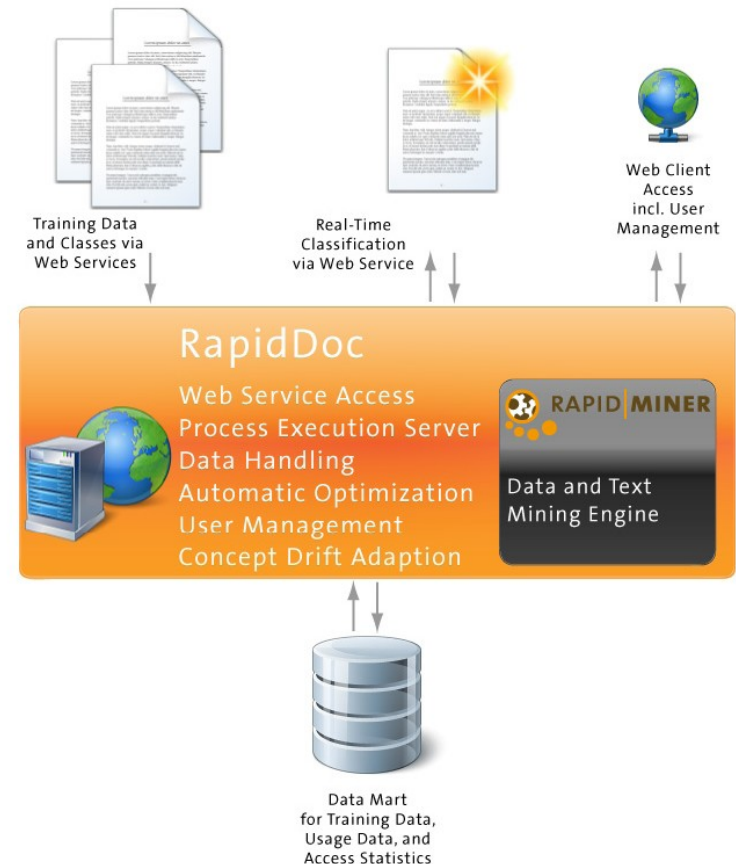 Training Data
and Classes via
Web Services
Real-Time
Classification
via Web Service
Web Client
Access
incl. User
Management
RapidDoc
Web Service Access
Process Execution Server
Data Handling
Automatic Optimization
User Management
Concept Drift Adaption
RAPID MINER
Data and Text
Mining Engine
Data Mart
for Training Data,
Usage Data, and
Access Statistics